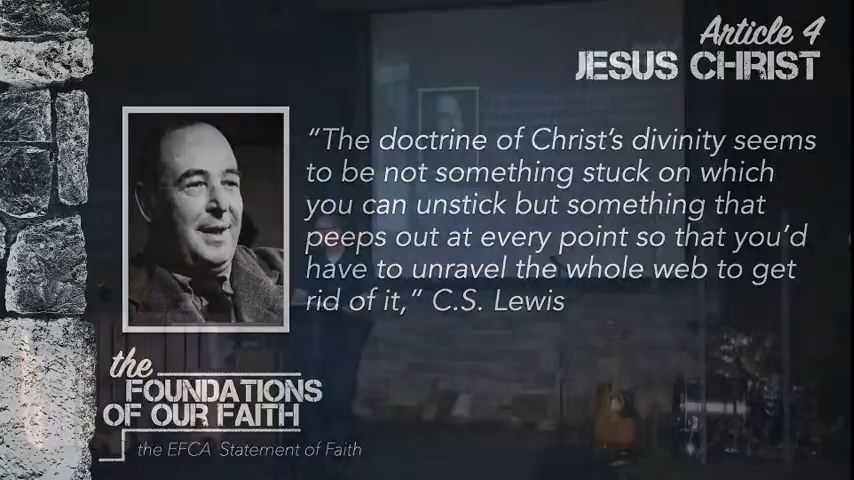 Article 4
JESUS CHRIST
“The doctrine of Christ’s divinity seems
to be not something stuck on which
you can unstick but something that
peeps out at every point so that you’d
have to unravel the whole web to get
rid of it,” C.S. Lewis
the
FOUNDATIONS
OF OUR FAITH
the EFCA Statement of Faith